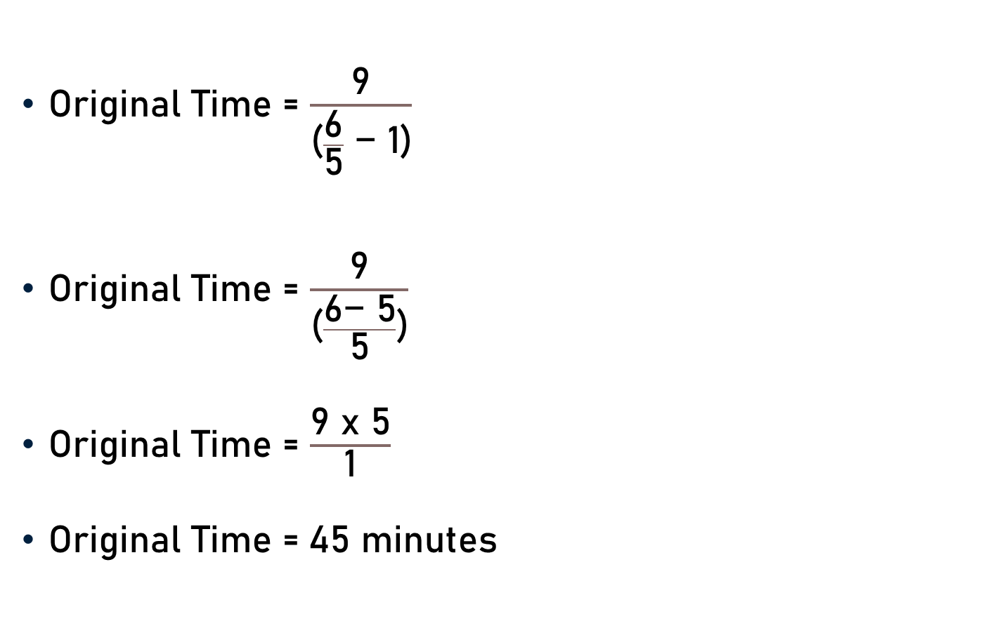 • Original Time = 9 / (6/5 − 1)
• Original Time = 9 / ((6− 5)/5)
• Original Time = (9 x 5)/1
• Original Time = 45 minutes